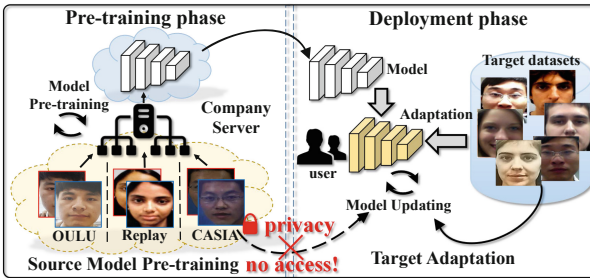 Pre-training phase
Deployment phase
Model
Pre-training
Company
Server
OULU
Replay
CASIA
Source Model Pre-training
privacy
no access!
Model
Adaptation
user
Model Updating
Target datasets
Target Adaptation